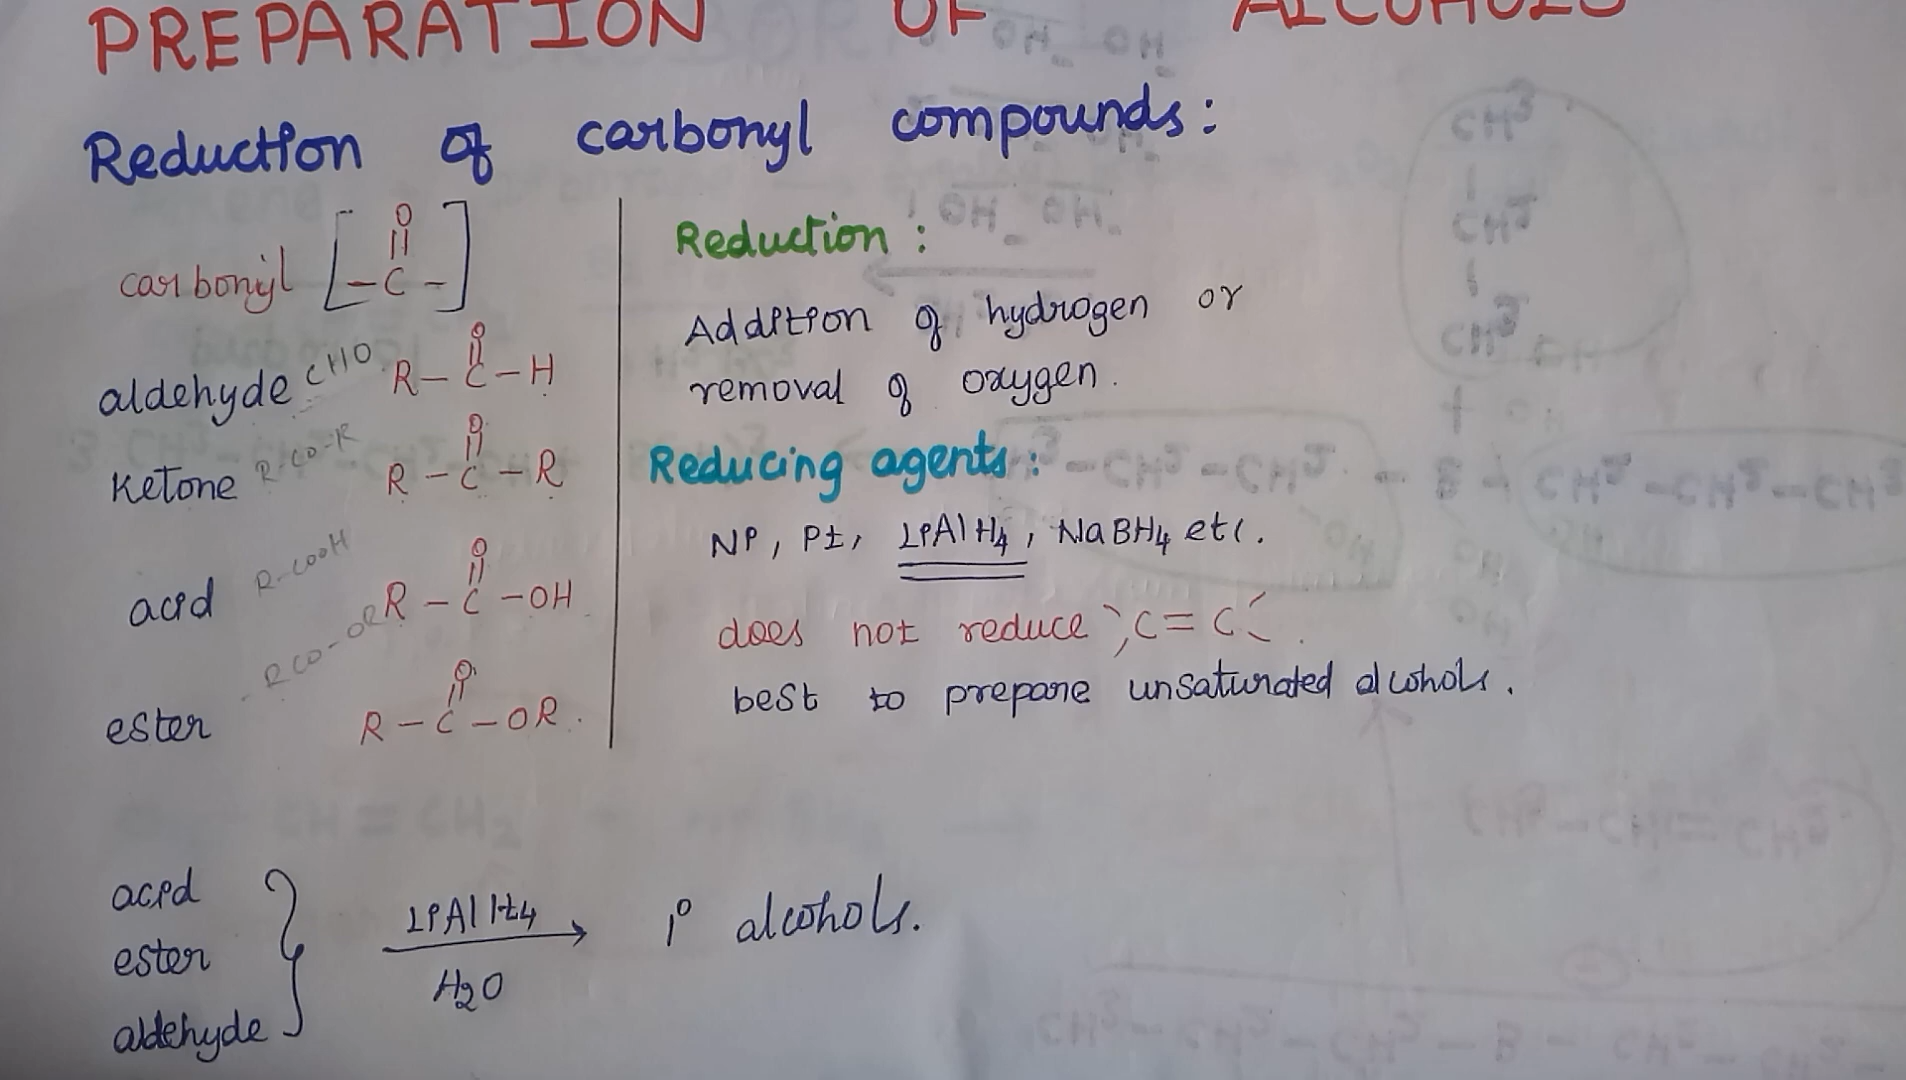 PREPARATION OF ALCOHOLS
Reduction of carbonyl compounds:
carbonyl [-C-]
O
aldehyde CHO R-C-H
O
Ketone R-CO-R R-C-R
O
acid R-COOH R-C-OH
O
RCO-OR
ester R-C-OR.
O
Reduction:
Addition of hydrogen or
removal of oxygen.
Reducing agents:
Ni, Pt, LiAlH4, NaBH4 etc.
does not reduce >C=C<.
best to prepare unsaturated alcohols.
acid
ester
aldehyde
LiAlH4
H2O
1° alcohols.